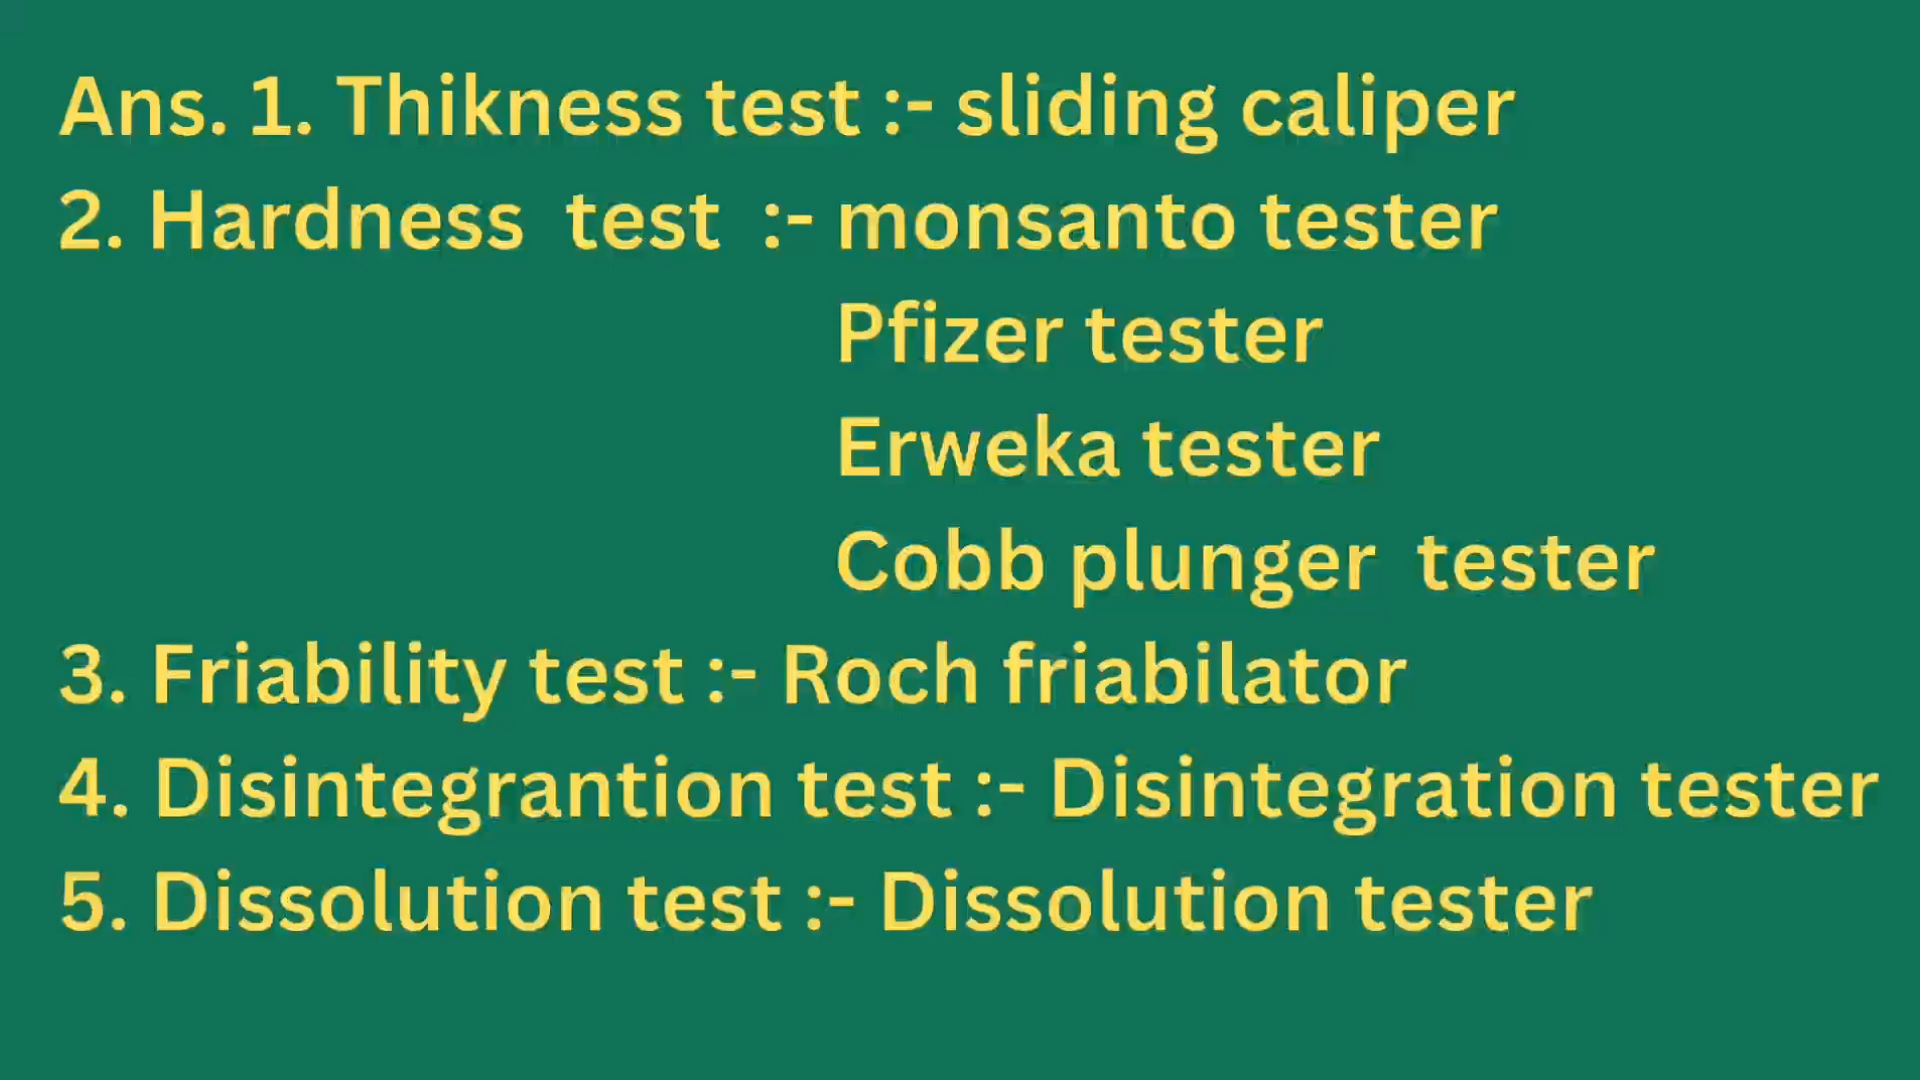 Ans. 1. Thikness test :- sliding caliper
2. Hardness test :- monsanto tester
Pfizer tester
Erweka tester
Cobb plunger tester
3. Friability test :- Roch friabilator
4. Disintegrantion test :- Disintegration tester
5. Dissolution test :- Dissolution tester